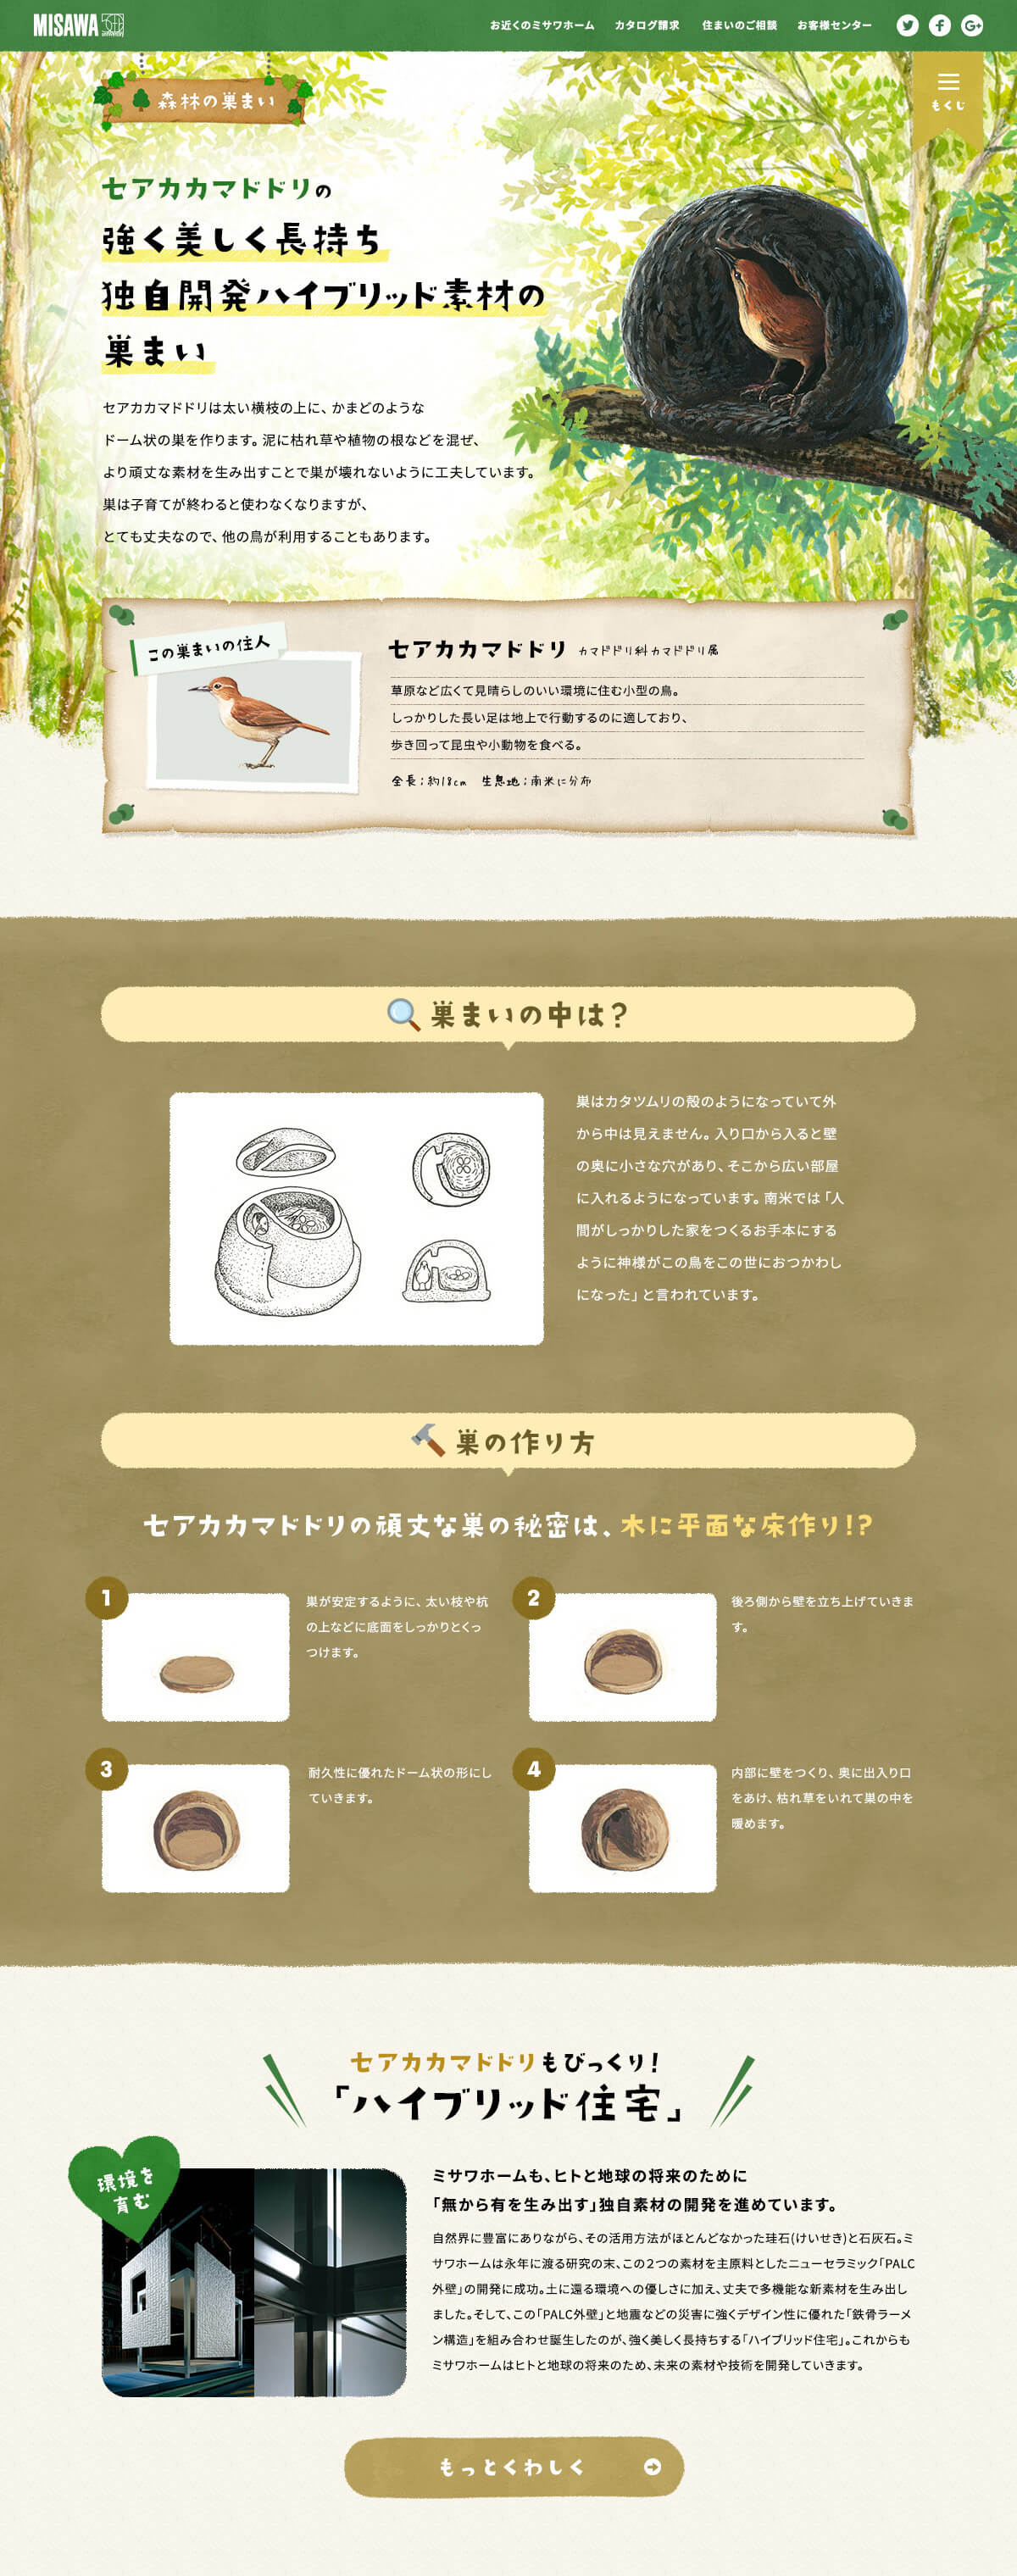 MISAWA
お近くのミサワホーム
カタログ請求
住まいのご相談
お客様センター
もくじ
森林の巣まい
セアカカマドドリの
強く美しく長持ち
独自開発ハイブリッド素材の
巣まい
セアカカマドドリは太い横枝の上に、かまどのような
ドーム状の巣を作ります。泥に枯れ草や植物の根などを混ぜ、
より頑丈な素材を生み出すことで巣が壊れないように工夫しています。
巣は子育てが終わると使わなくなりますが、
とても丈夫なので、他の鳥が利用することもあります。
この巣まいの住人
セアカカマドドリ カマドドリ科カマドドリ属
草原など広くて見晴らしのいい環境に住む小型の鳥。
しっかりした長い足は地上で行動するのに適しており、
歩き回って昆虫や小動物を食べる。
全長：約18cm 生息地：南米に分布
巣まいの中は？
巣はカタツムリの殻のようになっていて外
から中は見えません。入り口から入ると壁
の奥に小さな穴があり、そこから広い部屋
に入れるようになっています。南米では「人
間がしっかりした家をつくるお手本にする
ように神様がこの鳥をこの世におつかわし
になった」と言われています。
巣の作り方
セアカカマドドリの頑丈な巣の秘密は、木に平面な床作り!?
1
巣が安定するように、太い枝や杭
の上などに底面をしっかりとくっ
つけます。
2
後ろ側から壁を立ち上げていきま
す。
3
耐久性に優れたドーム状の形にし
ていきます。
4
内部に壁をつくり、奥に出入り口
をあけ、枯れ草をいれて巣の中を
暖めます。
セアカカマドドリもびっくり！
「ハイブリッド住宅」
環境を
育む
ミサワホームも、ヒトと地球の将来のために
「無から有を生み出す」独自素材の開発を進めています。
自然界に豊富にありながら、その活用方法がほとんどなかった珪石(けいせき)と石灰石。ミ
サワホームは永年に渡る研究の末、この２つの素材を主原料としたニューセラミック「PALC
外壁」の開発に成功。土に還る環境への優しさに加え、丈夫で多機能な新素材を生み出し
ました。そして、この「PALC外壁」と地震などの災害に強くデザイン性に優れた「鉄骨ラーメ
ン構造」を組み合わせ誕生したのが、強く美しく長持ちする「ハイブリッド住宅」。これからも
ミサワホームはヒトと地球の将来のため、未来の素材や技術を開発していきます。
もっとくわしく